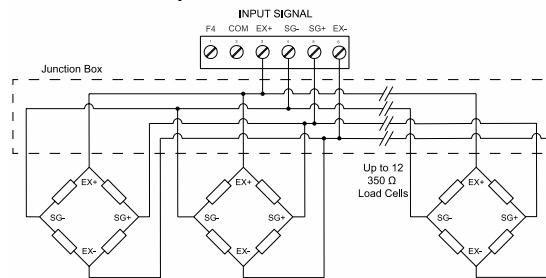 INPUT SIGNAL
F4 COM EX+ SG- SG+ EX-
1 2 3 4 5 6
Junction Box
Up to 12
350 Ω
Load Cells
EX+ EX+ EX+
SG- SG+ SG- SG+ SG- SG+
EX- EX- EX-